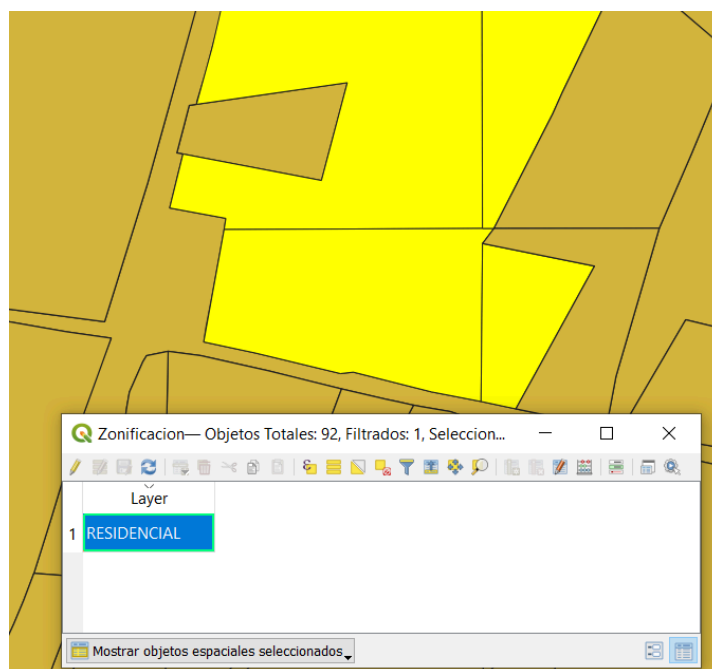 Zonificacion— Objetos Totales: 92, Filtrados: 1, Seleccion...
Layer
1 RESIDENCIAL
Mostrar objetos espaciales seleccionados